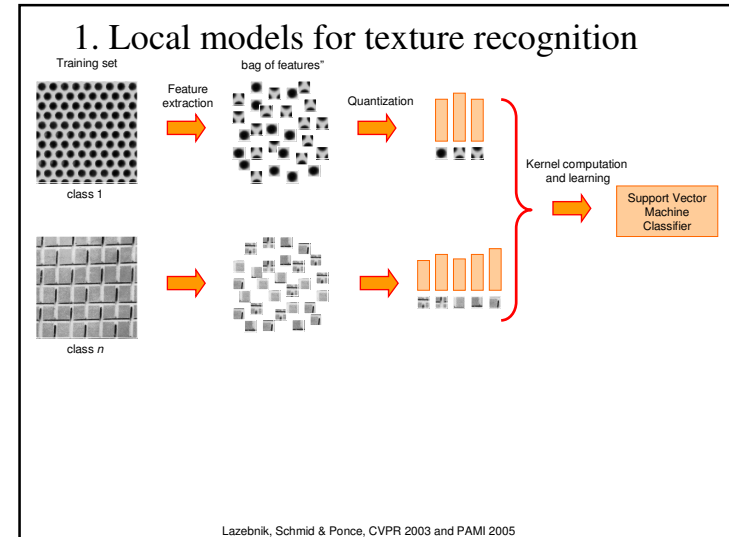 1. Local models for texture recognition
Training set
bag of features”
Feature
extraction
Quantization
Kernel computation
and learning
Support Vector
Machine
Classifier
class 1
class n
Lazebnik, Schmid & Ponce, CVPR 2003 and PAMI 2005